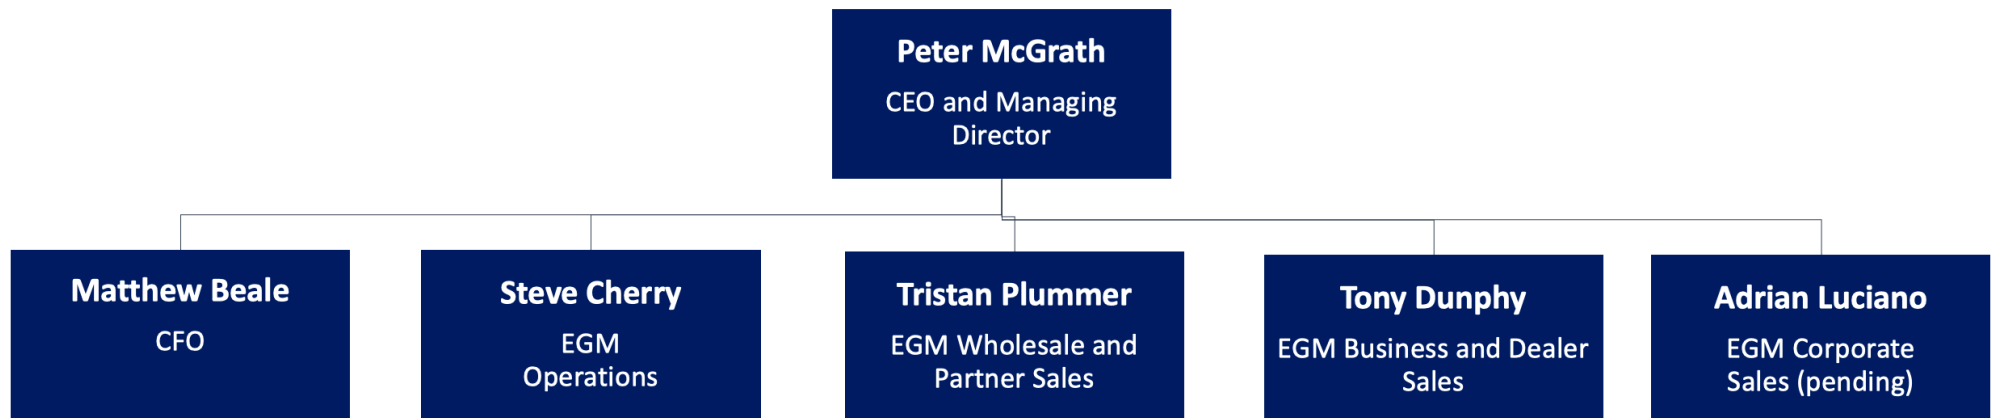 Peter McGrath
CEO and Managing
Director
Matthew Beale
CFO
Steve Cherry
EGM
Operations
Tristan Plummer
EGM Wholesale and
Partner Sales
Tony Dunphy
EGM Business and Dealer
Sales
Adrian Luciano
EGM Corporate
Sales (pending)